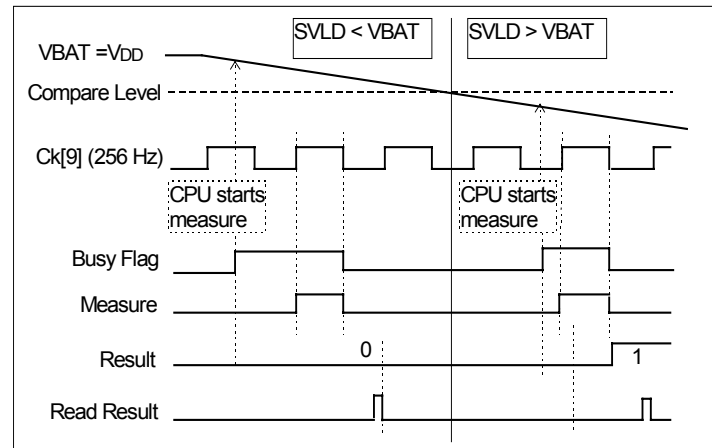 SVLD < VBAT
SVLD > VBAT
VBAT =VDD
Compare Level
Ck[9] (256 Hz)
CPU starts
measure
CPU starts
measure
Busy Flag
Measure
Result
0
1
Read Result